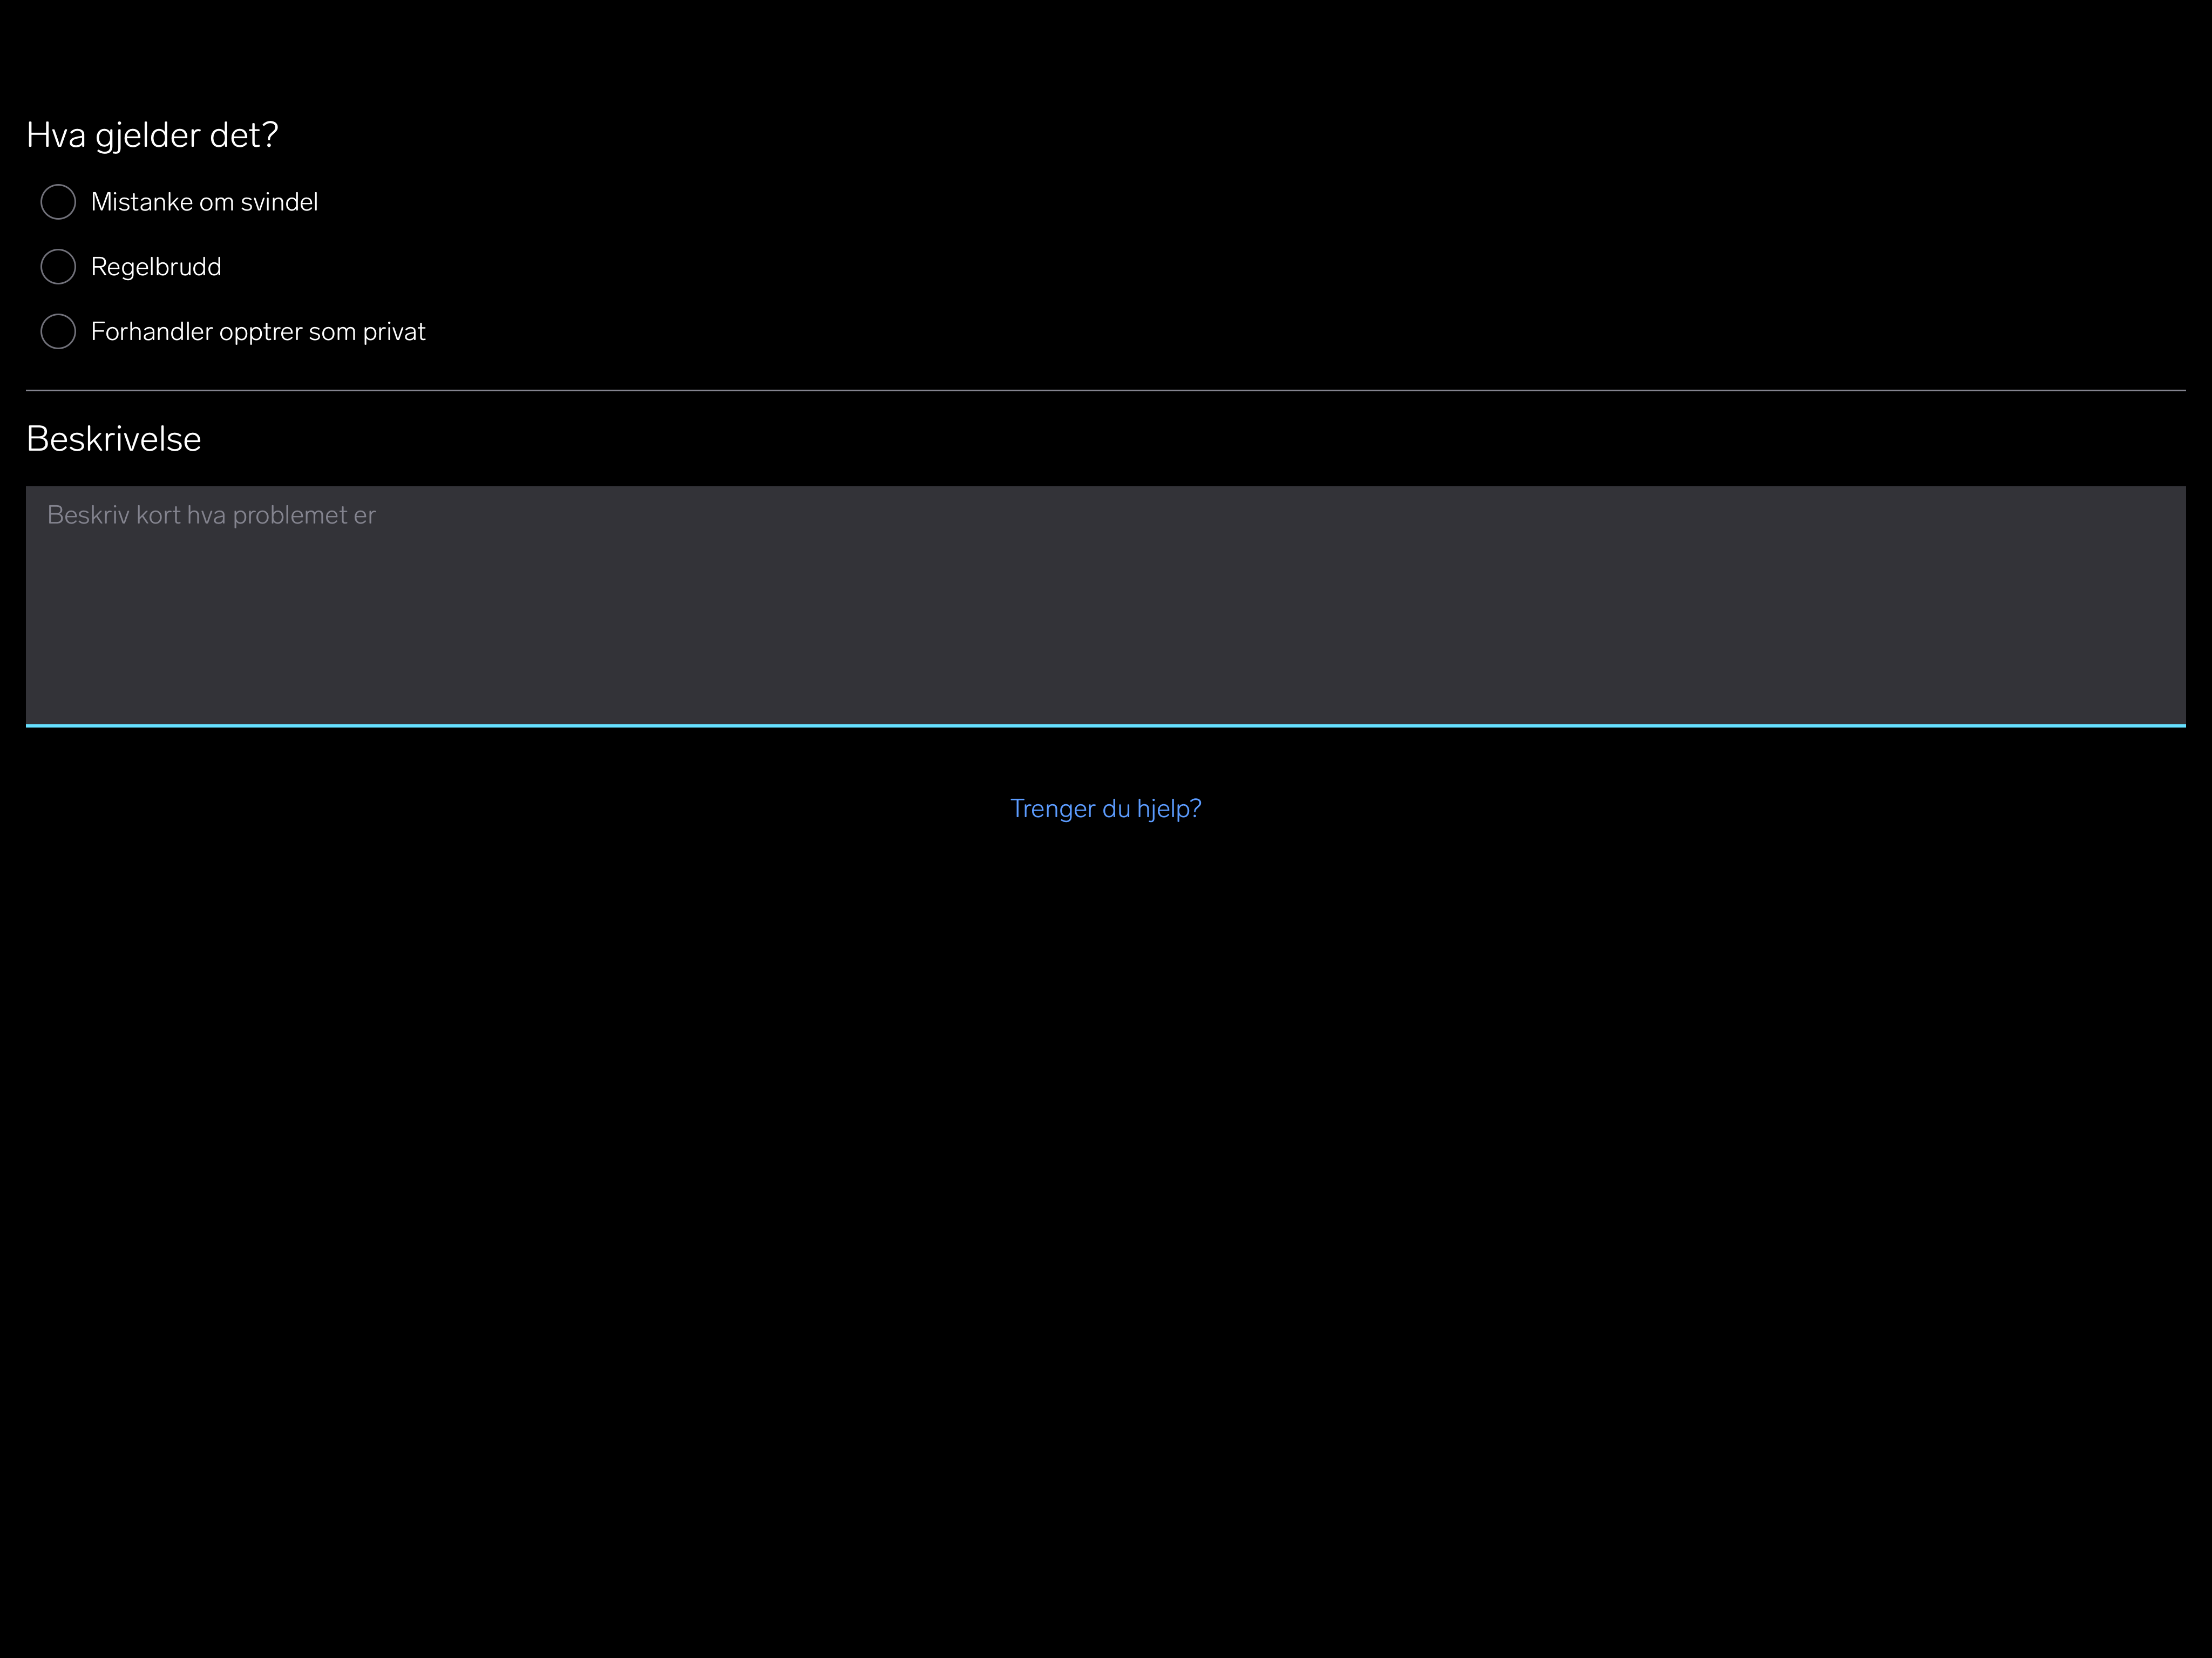 Hva gjelder det?
Mistanke om svindel
Regelbrudd
Forhandler opptrer som privat
Beskrivelse
Beskriv kort hva problemet er
Trenger du hjelp?